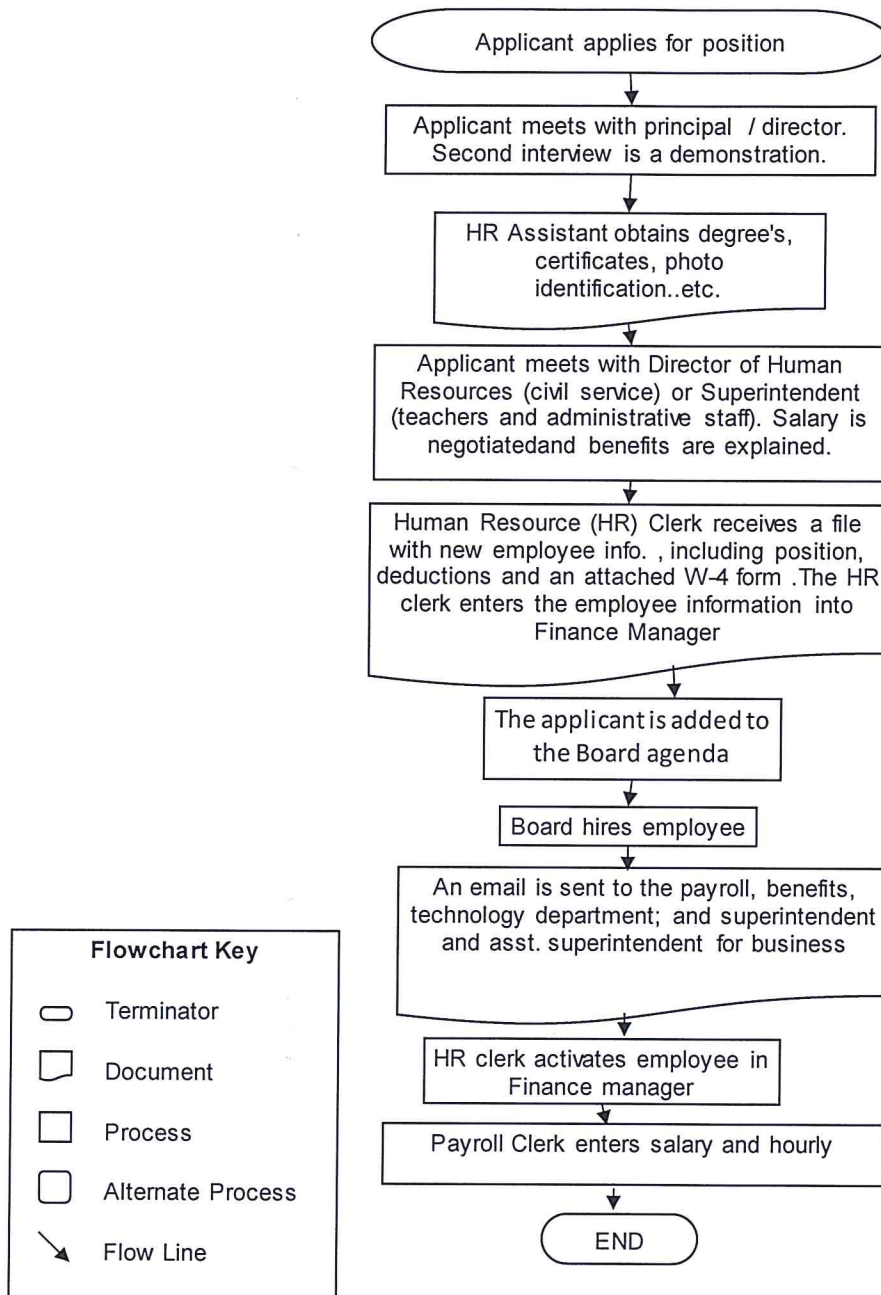 Applicant applies for position
Applicant meets with principal / director.
Second interview is a demonstration.
HR Assistant obtains degree's,
certificates, photo
identification..etc.
Applicant meets with Director of Human
Resources (civil service) or Superintendent
(teachers and administrative staff). Salary is
negotiatedand benefits are explained.
Human Resource (HR) Clerk receives a file
with new employee info. , including position,
deductions and an attached W-4 form .The HR
clerk enters the employee information into
Finance Manager
The applicant is added to
the Board agenda
Board hires employee
An email is sent to the payroll, benefits,
technology department; and superintendent
and asst. superintendent for business
HR clerk activates employee in
Finance manager
Payroll Clerk enters salary and hourly
END
Flowchart Key
Terminator
Document
Process
Alternate Process
Flow Line